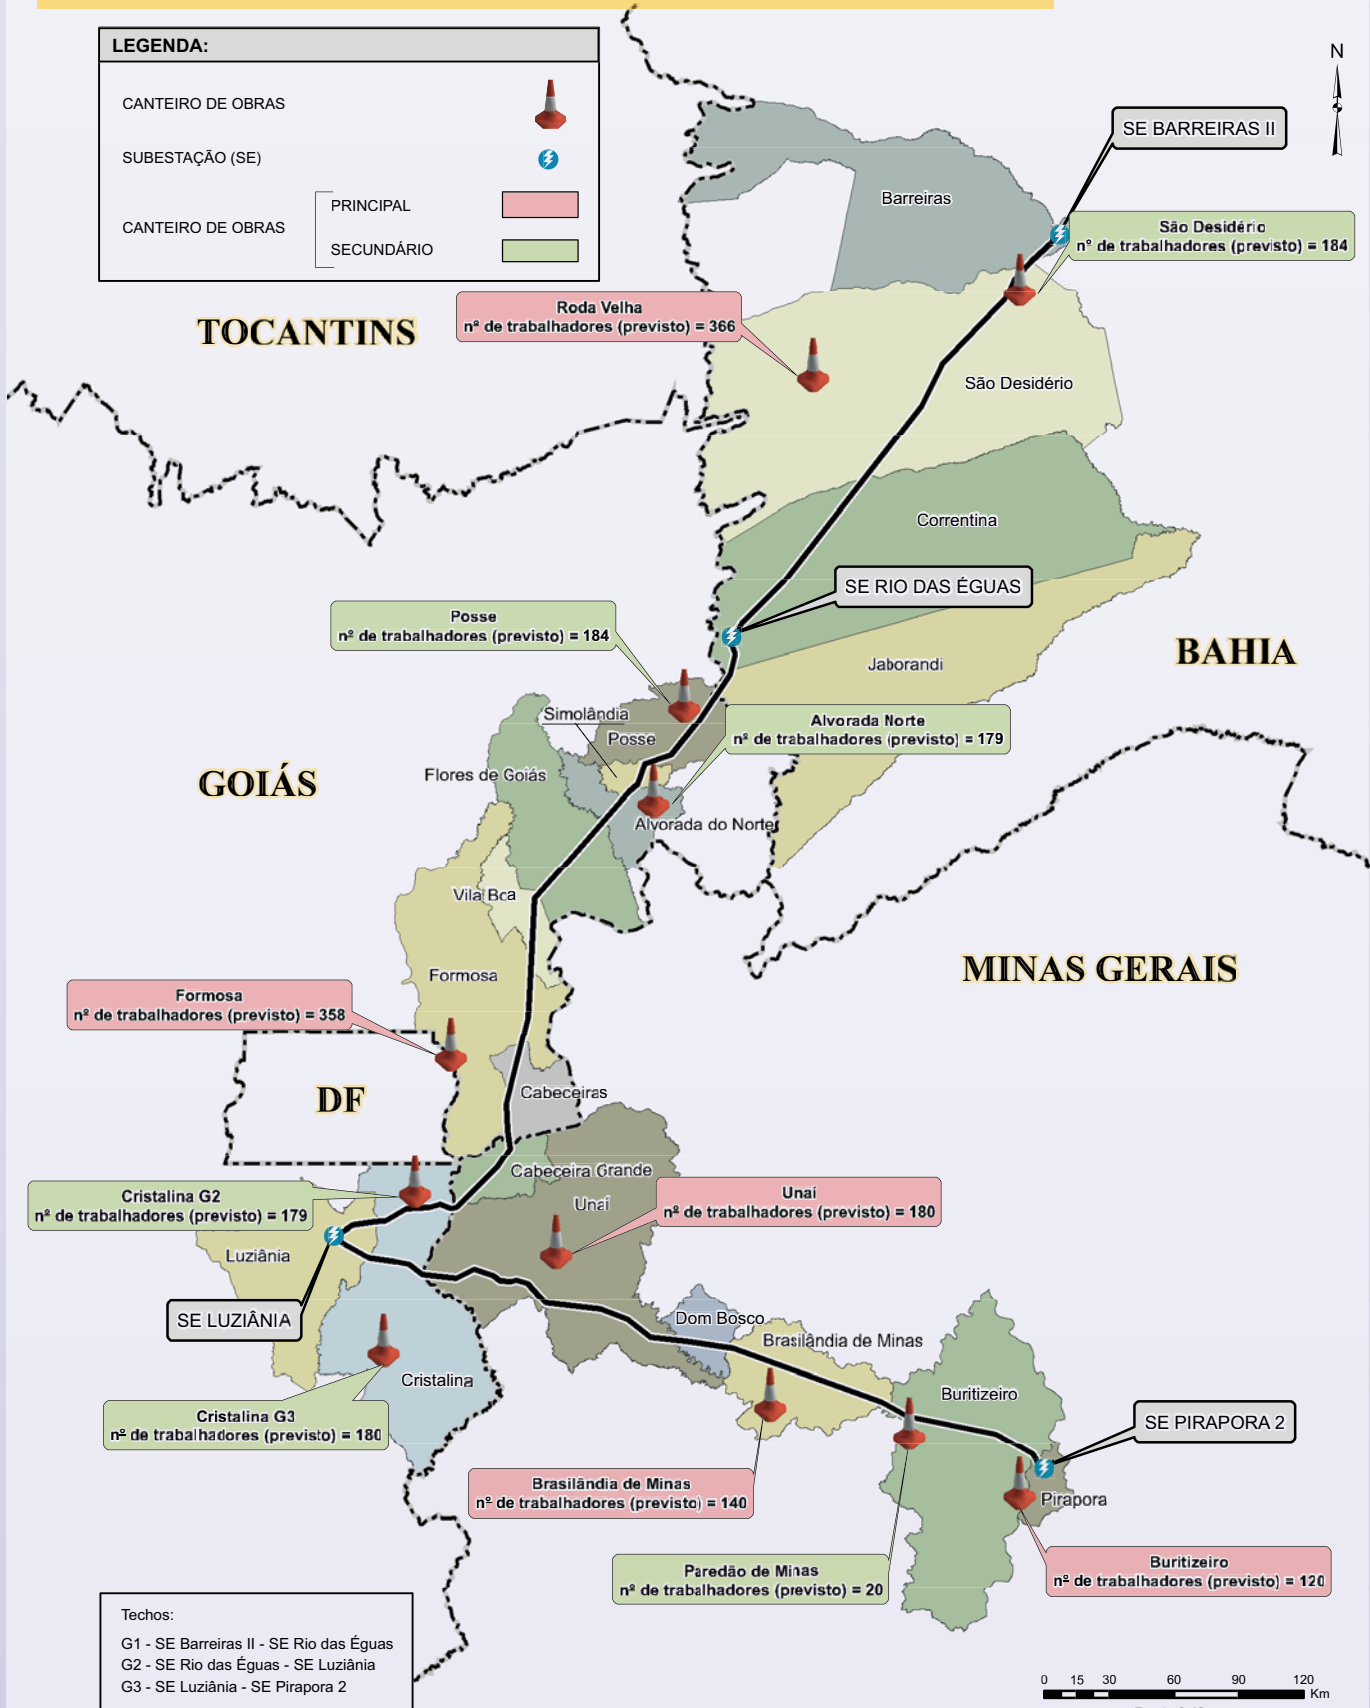 LEGENDA:
CANTEIRO DE OBRAS
SUBESTAÇÃO (SE)
CANTEIRO DE OBRAS
PRINCIPAL
SECUNDÁRIO
N
SE BARREIRAS II
Barreiras
São Desidério
nº de trabalhadores (previsto) = 184
Roda Velha
nº de trabalhadores (previsto) = 366
TOCANTINS
São Desidério
Correntina
SE RIO DAS ÉGUAS
Posse
nº de trabalhadores (previsto) = 184
BAHIA
Jaborandi
Simolândia
Posse
Alvorada Norte
nº de trabalhadores (previsto) = 179
Flores de Goiás
GOIÁS
Alvorada do Norte
Vila Boa
MINAS GERAIS
Formosa
Formosa
nº de trabalhadores (previsto) = 358
DF
Cabeceiras
Cabeceira Grande
Cristalina G2
nº de trabalhadores (previsto) = 179
Unaí
Unaí
nº de trabalhadores (previsto) = 180
Luziânia
SE LUZIÂNIA
Dom Bosco
Brasilândia de Minas
Cristalina
Buritizeiro
Cristalina G3
nº de trabalhadores (previsto) = 180
SE PIRAPORA 2
Brasilândia de Minas
nº de trabalhadores (previsto) = 140
Pirapora
Paredão de Minas
nº de trabalhadores (previsto) = 20
Buritizeiro
nº de trabalhadores (previsto) = 120
Techos:
G1 - SE Barreiras II - SE Rio das Éguas
G2 - SE Rio das Éguas - SE Luziânia
G3 - SE Luziânia - SE Pirapora 2
0 15 30 60 90 120
Km